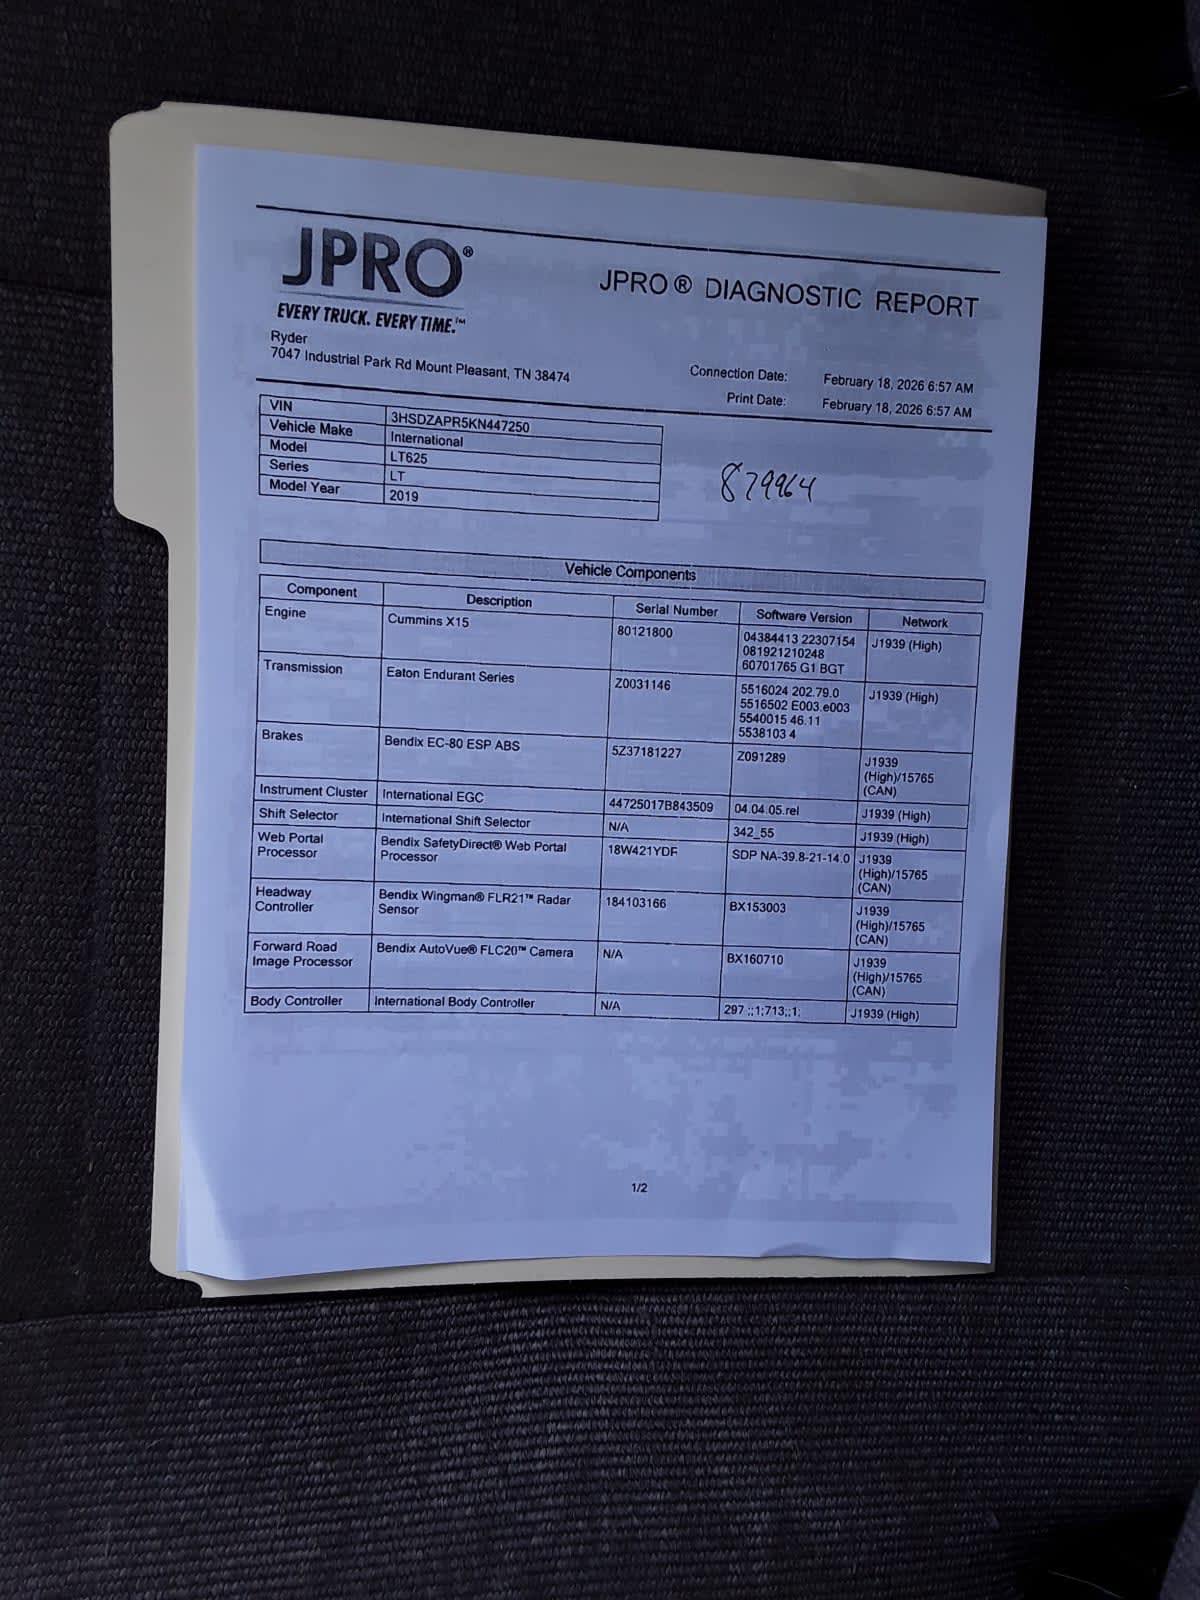 JPRO®
EVERY TRUCK. EVERY TIME.™
JPRO® DIAGNOSTIC REPORT
Ryder
7047 Industrial Park Rd Mount Pleasant, TN 38474
Connection Date: February 18, 2026 6:57 AM
Print Date: February 18, 2026 6:57 AM
VIN 3HSDZAPR5KN447250
Vehicle Make International
Model LT625
Series LT
Model Year 2019
879964
Vehicle Components
Component Description Serial Number Software Version Network
Engine Cummins X15 80121800 04384413 22307154 J1939 (High)
081921210248
60701765 G1 BGT
Transmission Eaton Endurant Series Z0031146 5516024 202.79.0 J1939 (High)
5516502 E003.e003
5540015 46.11
5538103 4
Brakes Bendix EC-80 ESP ABS 5Z37181227 Z091289 J1939
(High)/15765
(CAN)
Instrument Cluster International EGC 44725017B843509 04.04.05.rel J1939 (High)
Shift Selector International Shift Selector N/A 342_55 J1939 (High)
Web Portal Bendix SafetyDirect® Web Portal 18W421YDF SDP NA-39.8-21-14.0 J1939
Processor Processor (High)/15765
(CAN)
Headway Bendix Wingman® FLR21™ Radar 184103166 BX153003 J1939
Controller Sensor (High)/15765
(CAN)
Forward Road Bendix AutoVue® FLC20™ Camera N/A BX160710 J1939
Image Processor (High)/15765
(CAN)
Body Controller International Body Controller N/A 297 ;;1;713;;1; J1939 (High)
1/2